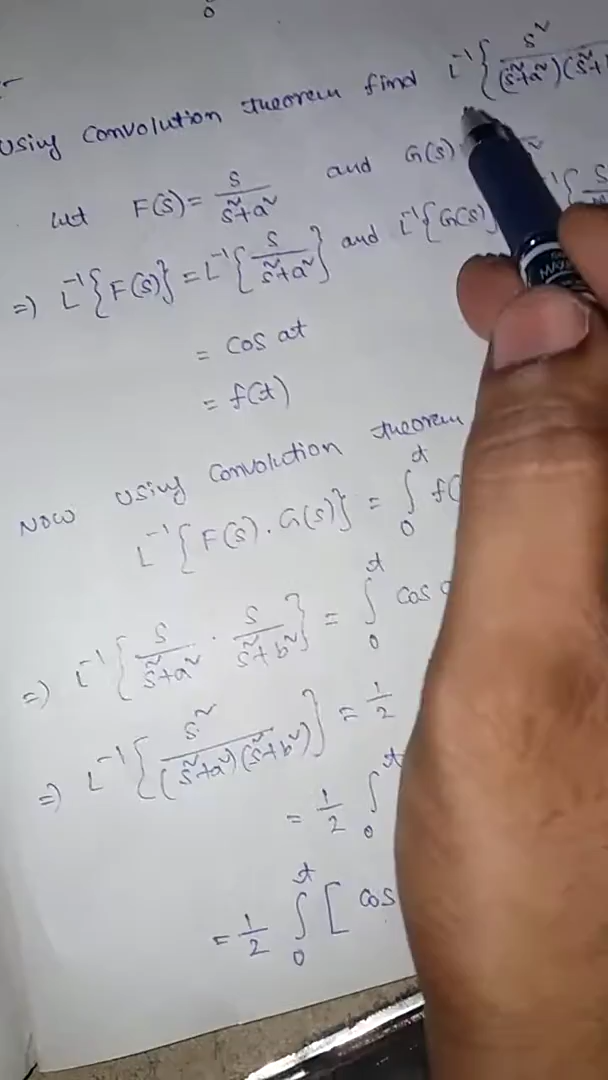 Using Convolution theorem find L⁻¹{ s²/(s²+a²)(s²+
Let F(s) = s/(s²+a²) and G(s)
=) L⁻¹{F(s)} = L⁻¹{ s/(s²+a²) } and L⁻¹{G(s)} ⁻¹{ s
= cos at
= f(t)
Now using convolution theorem
L⁻¹{F(s).G(s)} = ∫₀ᵗ f(
=) L⁻¹{ s/(s²+a²) . s/(s²+b²) } = ∫₀ᵗ cos
=) L⁻¹{ s²/(s²+a²)(s²+b²) } = 1/2
= 1/2 ∫₀ᵗ
= 1/2 ∫₀ᵗ [ cos